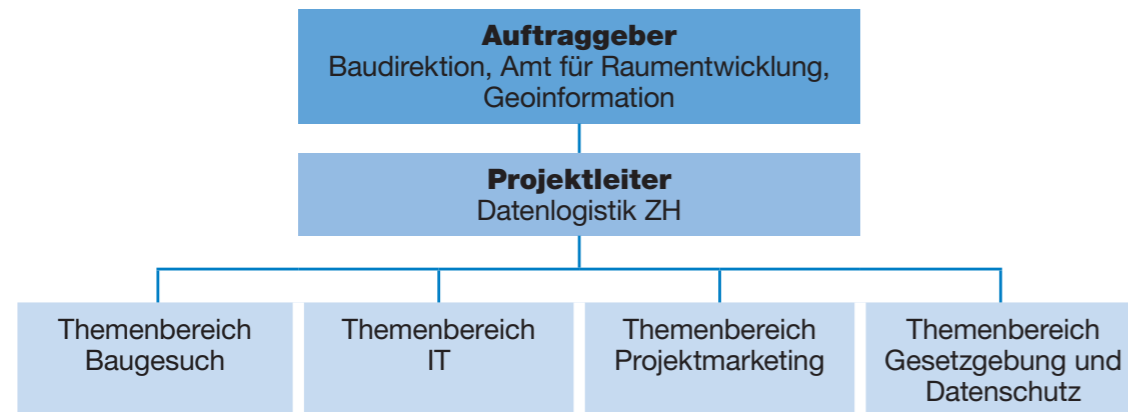 Auftraggeber
Baudirektion, Amt für Raumentwicklung,
Geoinformation
Projektleiter
Datenlogistik ZH
Themenbereich
Baugesuch
Themenbereich
IT
Themenbereich
Projektmarketing
Themenbereich
Gesetzgebung und
Datenschutz